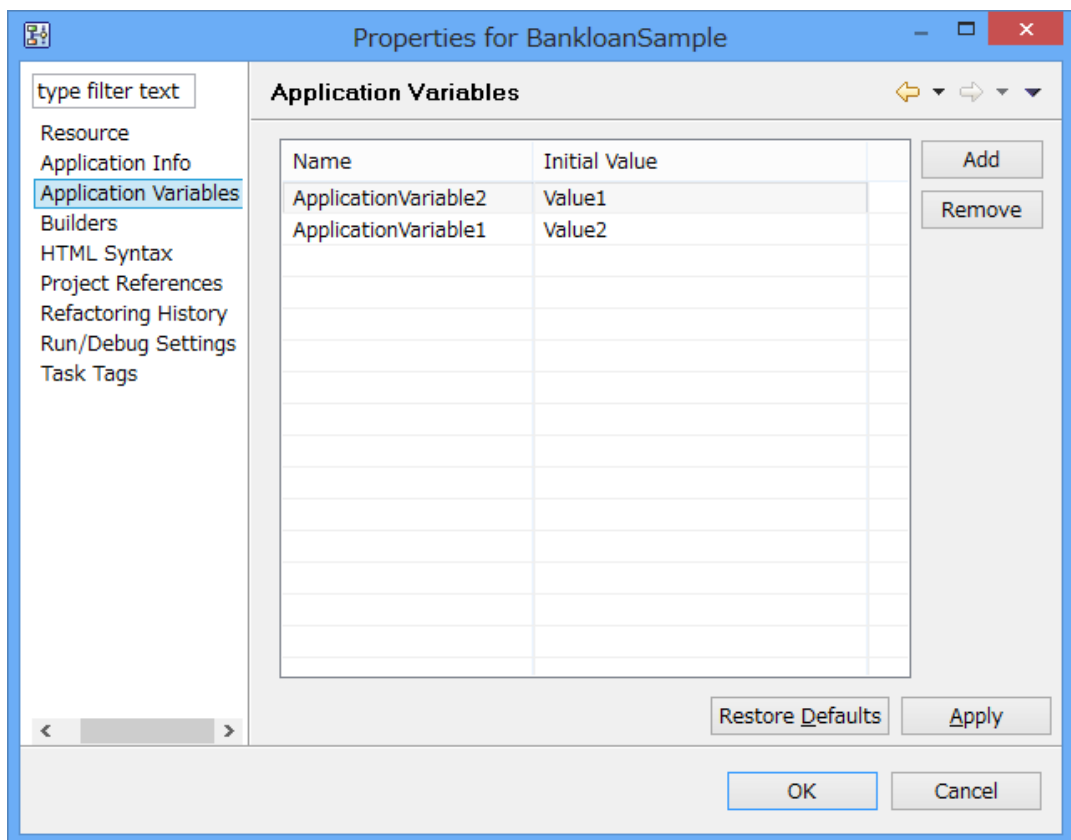 Properties for BankloanSample
type filter text
Resource
Application Info
Application Variables
Builders
HTML Syntax
Project References
Refactoring History
Run/Debug Settings
Task Tags
Application Variables
Name Initial Value
ApplicationVariable2 Value1
ApplicationVariable1 Value2
Add
Remove
Restore Defaults Apply
OK Cancel